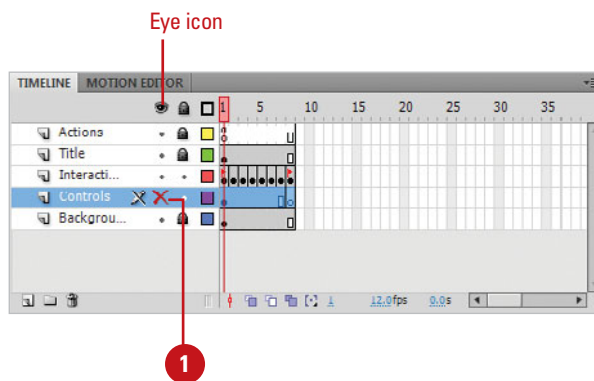 Eye icon
TIMELINE MOTION EDITOR
1 5 10 15 20 25 30 35
Actions
Title
Interacti...
Controls
Backgrou...
1 12.0fps 0.0s
1